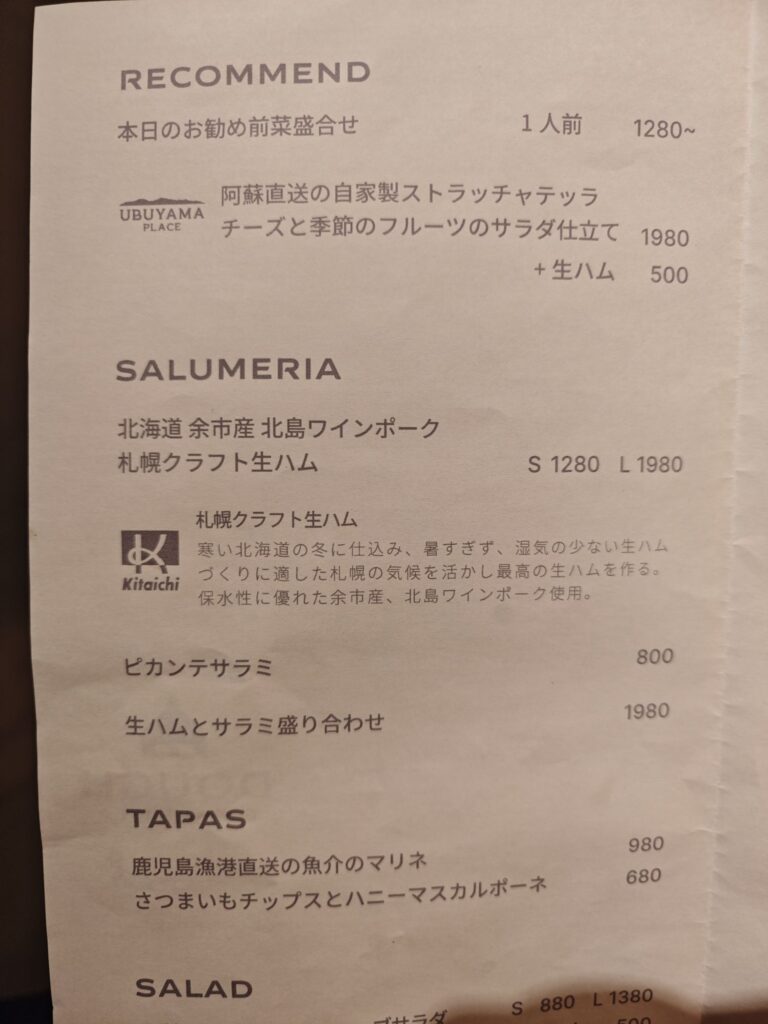 RECOMMEND
本日のお勧め前菜盛合せ 1人前 1280~
UBUYAMA
PLACE
阿蘇直送の自家製ストラッチャテッラ
チーズと季節のフルーツのサラダ仕立て 1980
+ 生ハム 500
SALUMERIA
北海道 余市産 北島ワインポーク
札幌クラフト生ハム S 1280 L 1980
Kitaichi
札幌クラフト生ハム
寒い北海道の冬に仕込み、暑すぎず、湿気の少ない生ハム
づくりに適した札幌の気候を活かし最高の生ハムを作る。
保水性に優れた余市産、北島ワインポーク使用。
ピカンテサラミ 800
生ハムとサラミ盛り合わせ 1980
TAPAS
鹿児島漁港直送の魚介のマリネ 980
さつまいもチップスとハニーマスカルポーネ 680
SALAD
サラダ S 880 L 1380